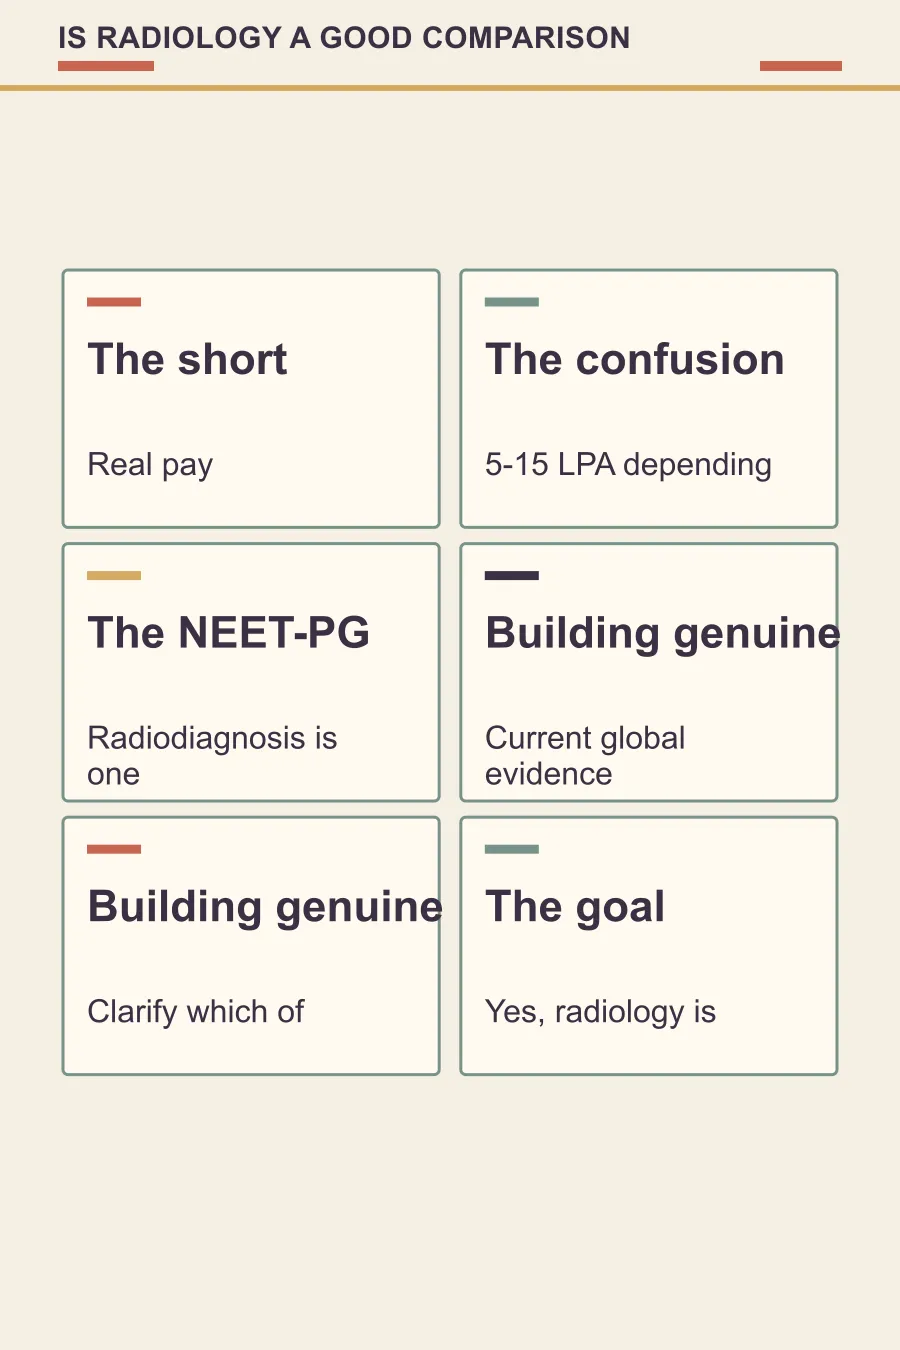 IS RADIOLOGY A GOOD COMPARISON
The short
Real pay
The confusion
5-15 LPA depending
The NEET-PG
Radiodiagnosis is
one
Building genuine
Current global
evidence
Building genuine
Clarify which of
The goal
Yes, radiology is